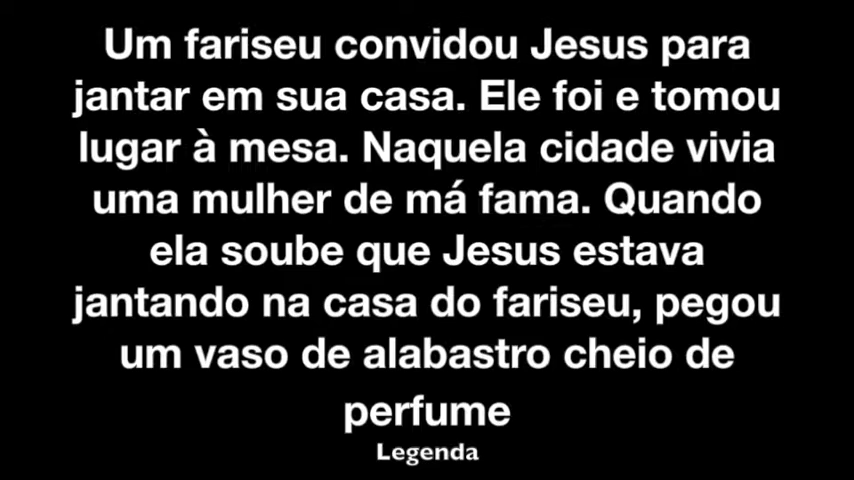 Um fariseu convidou Jesus para
jantar em sua casa. Ele foi e tomou
lugar à mesa. Naquela cidade vivia
uma mulher de má fama. Quando
ela soube que Jesus estava
jantando na casa do fariseu, pegou
um vaso de alabastro cheio de
perfume
Legenda